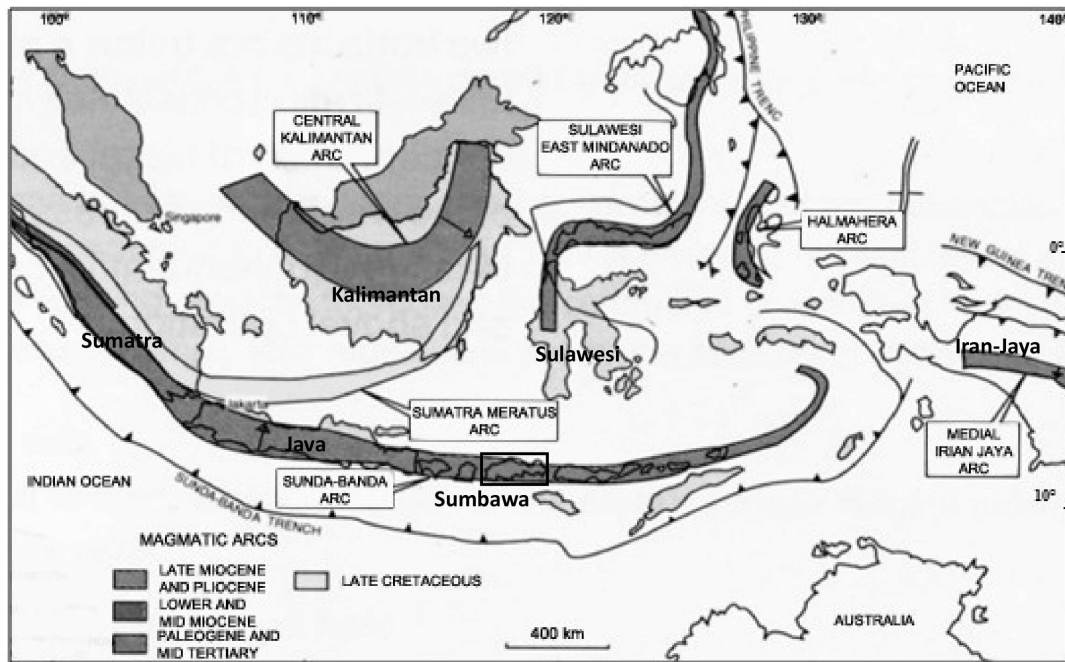 100°
110°E
120°E
130°E
140°
PHILIPPINE TRENC
PACIFIC
OCEAN
CENTRAL
KALIMANTAN
ARC
SULAWESI
EAST MINDANADO
ARC
Singapore
HALMAHERA
ARC
0°
NEW GUINEA TREN
Kalimantan
Sumatra
Sulawesi
Iran-Jaya
Jakarta
SUMATRA MERATUS
ARC
Java
MEDIAL
IRIAN JAYA
ARC
INDIAN OCEAN
SUNDA-BANDA
ARC
Sumbawa
10°
SUNDA-BANDA TRENCH
MAGMATIC ARCS
LATE MIOCENE
AND PLIOCENE
LATE CRETACEOUS
LOWER AND
MID MIOCENE
PALEOGENE AND
MID TERTIARY
400 km
AUSTRALIA